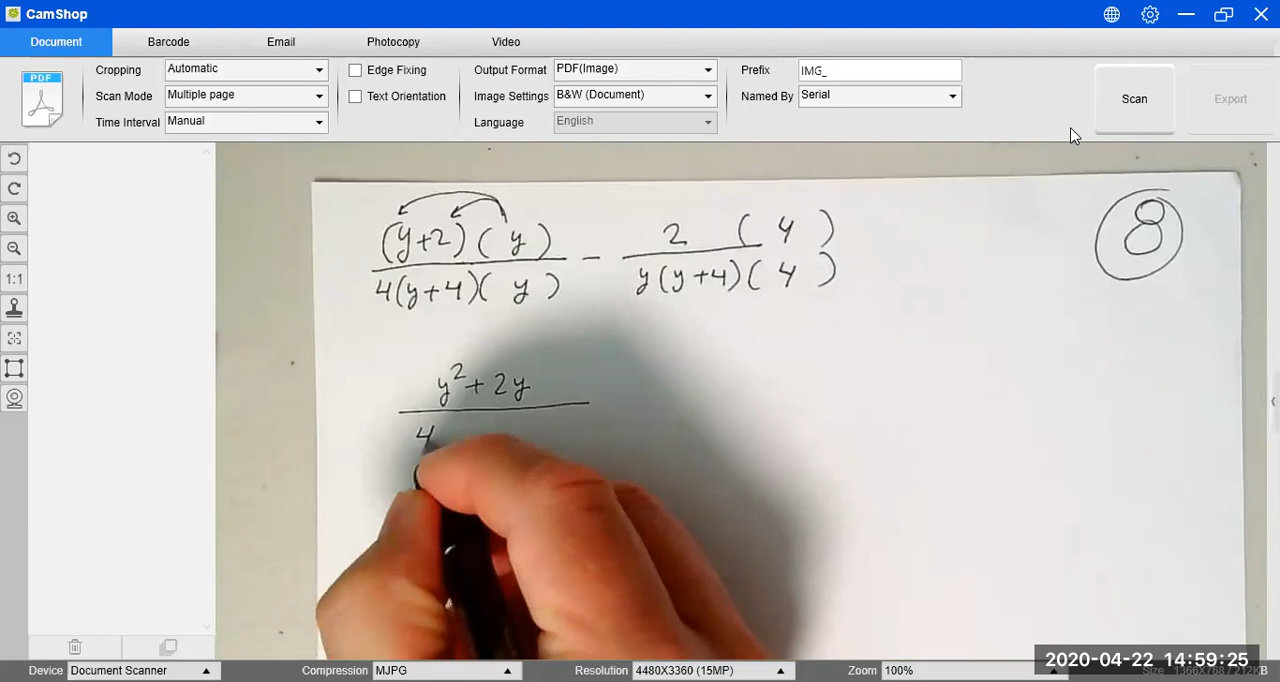 CamShop
Document Barcode Email Photocopy Video
PDF
Cropping Automatic Edge Fixing Output Format PDF(Image) Prefix IMG_
Scan Mode Multiple page Text Orientation Image Settings B&W (Document) Named By Serial Scan Export
Time Interval Manual Language English
1:1
(y+2)(y) / 4(y+4)(y) - 2(4) / y(y+4)(4)
8
y²+2y
4
Device Document Scanner Compression MJPG Resolution 4480X3360 (15MP) Zoom 100%
2020-04-22 14:59:25